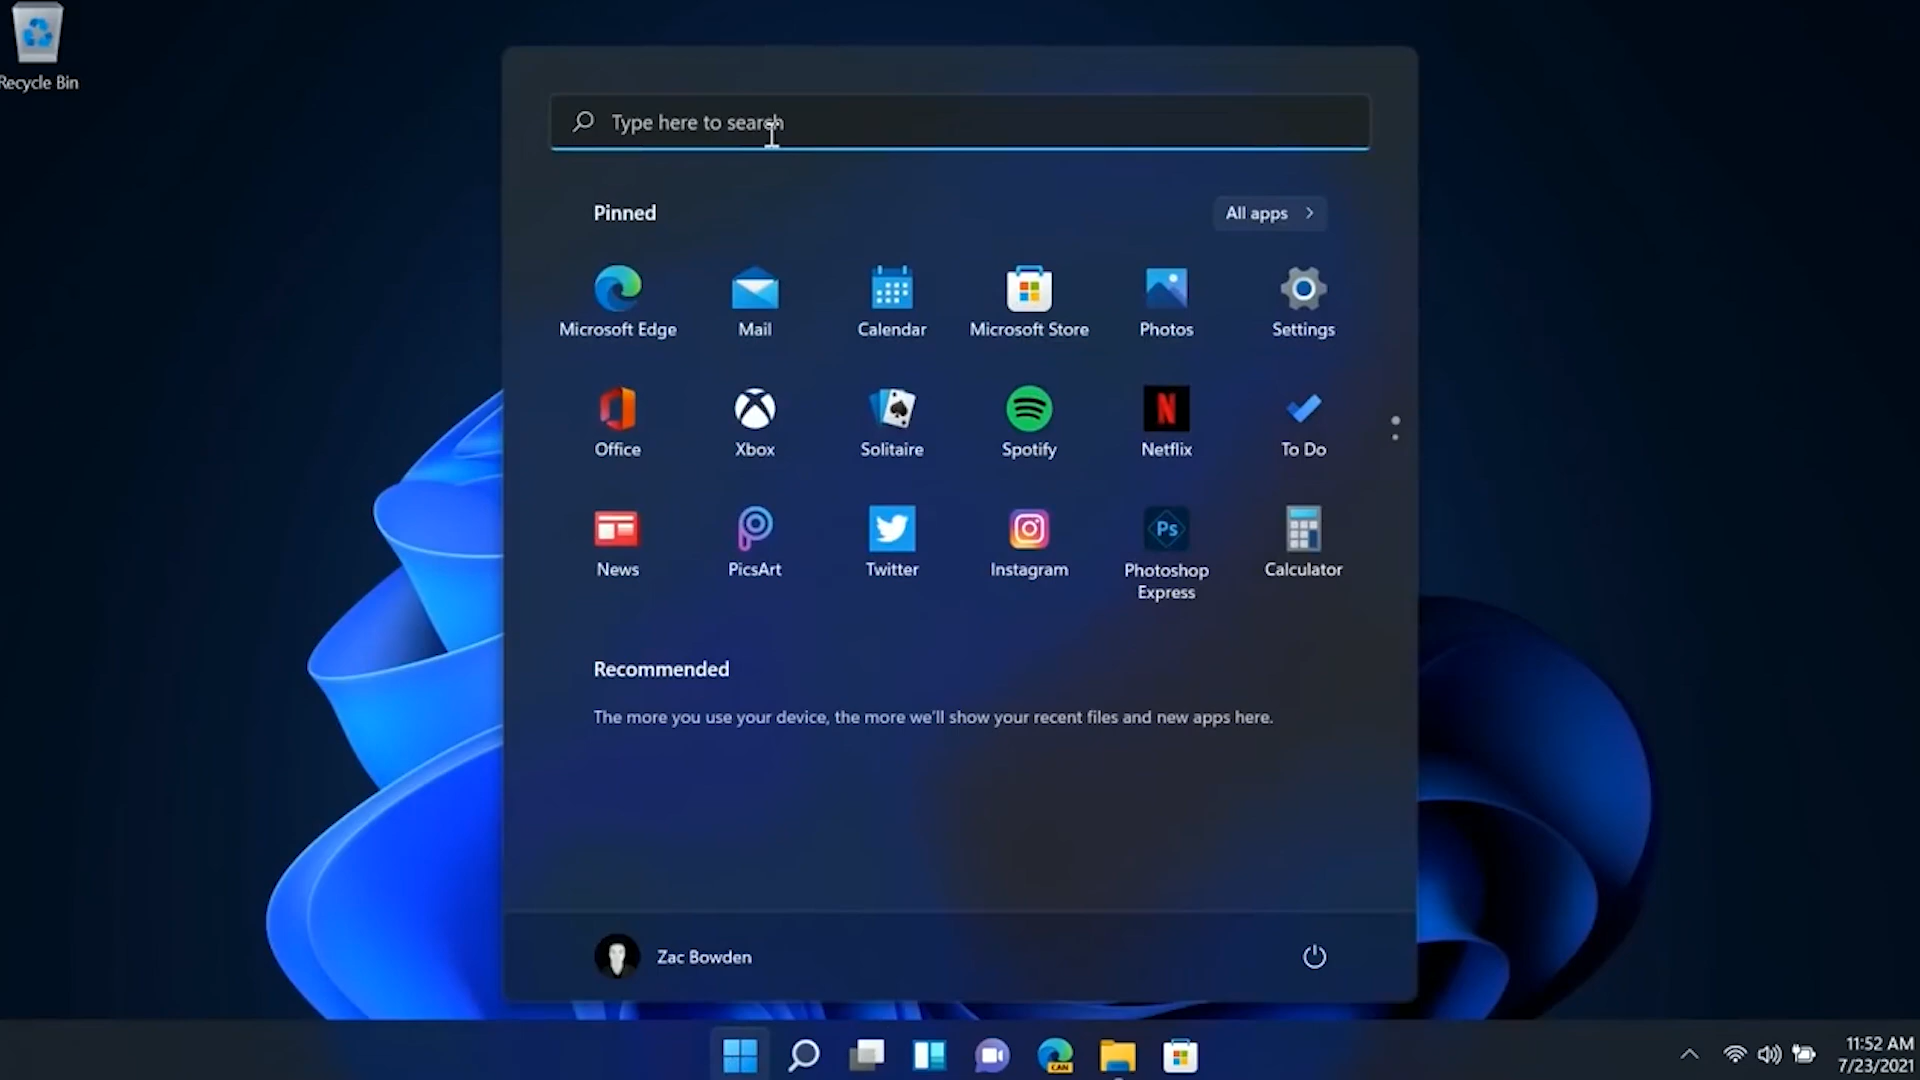 Recycle Bin
Type here to search
Pinned
All apps
Microsoft Edge
Mail
Calendar
Microsoft Store
Photos
Settings
Office
Xbox
Solitaire
Spotify
N
Netflix
To Do
News
PicsArt
Twitter
Instagram
Ps
Photoshop
Express
Calculator
Recommended
The more you use your device, the more we'll show your recent files and new apps here.
Zac Bowden
CAN
11:52 AM
7/23/2021